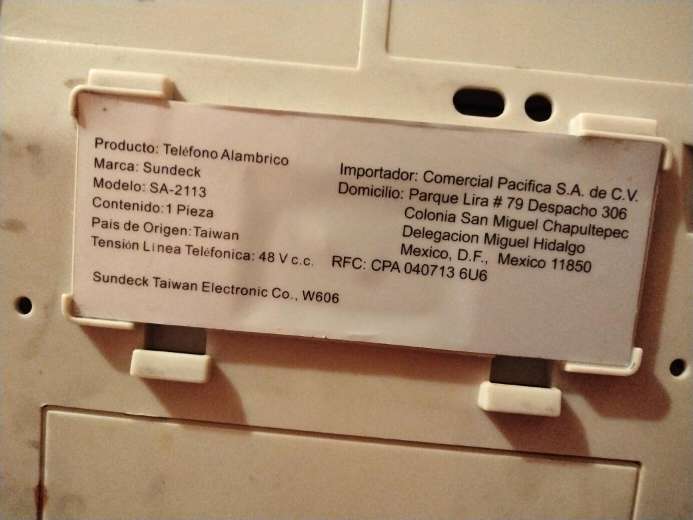 Producto: Teléfono Alambrico
Marca: Sundeck
Modelo: SA-2113
Contenido: 1 Pieza
Pais de Origen: Taiwan
Tensión Línea Teléfonica: 48 V c.c.
Sundeck Taiwan Electronic Co., W606
Importador: Comercial Pacifica S.A. de C.V.
Domicilio: Parque Lira # 79 Despacho 306
Colonia San Miguel Chapultepec
Delegacion Miguel Hidalgo
Mexico, D.F., Mexico 11850
RFC: CPA 040713 6U6